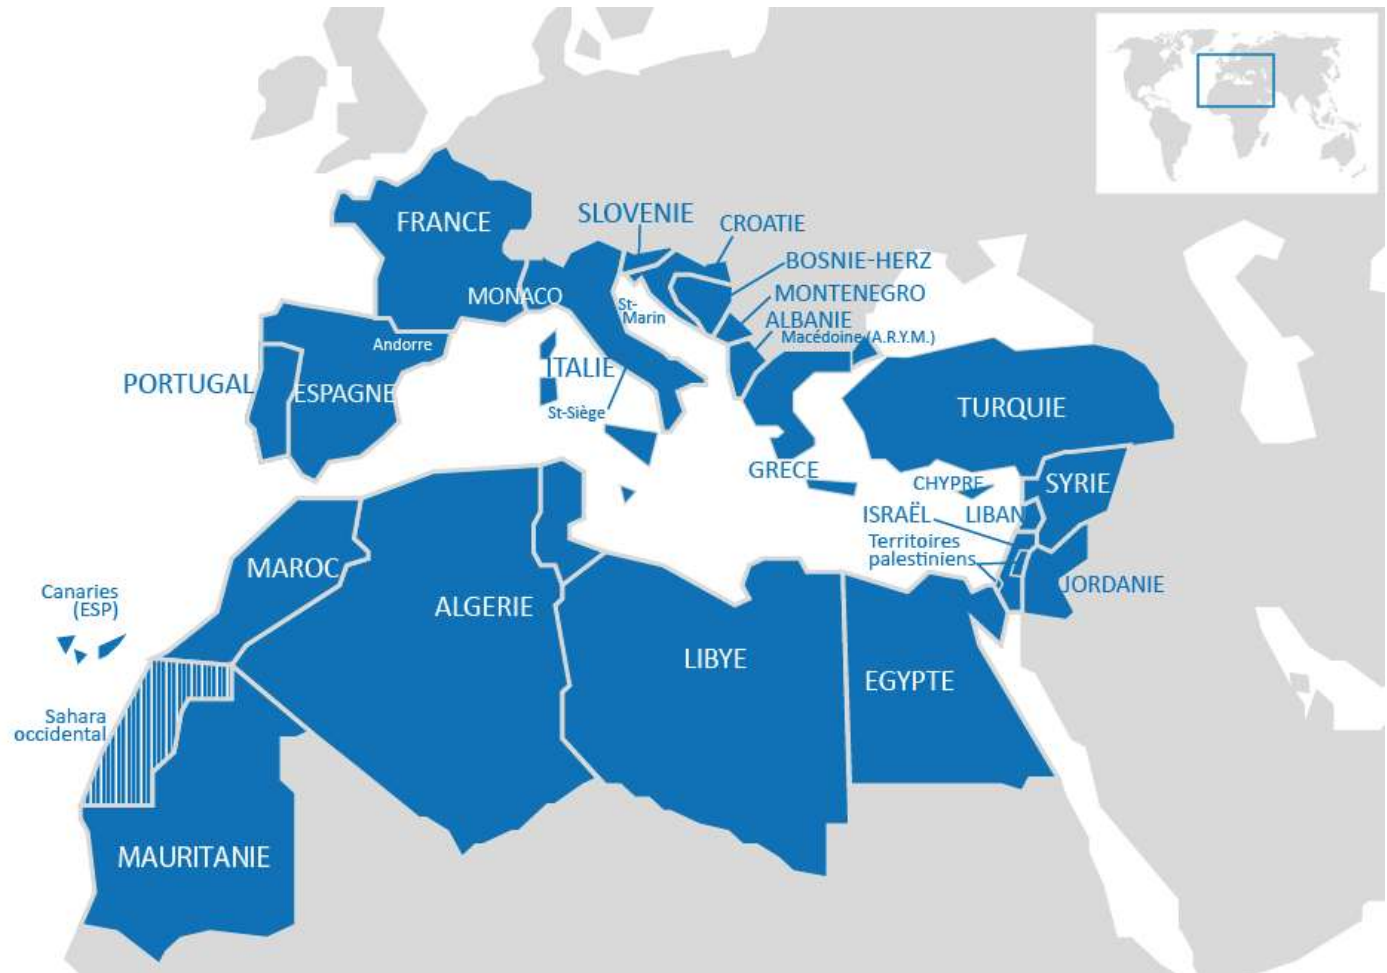 FRANCE
SLOVENIE
CROATIE
BOSNIE-HERZ
MONACO
St-
Marin
MONTENEGRO
ALBANIE
Macédoine (A.R.Y.M.)
Andorre
ITALIE
PORTUGAL
ESPAGNE
St-Siège
TURQUIE
GRECE
CHYPRE
SYRIE
ISRAËL
LIBAN
Territoires
palestiniens
MAROC
JORDANIE
Canaries
(ESP)
ALGERIE
LIBYE
EGYPTE
Sahara
occidental
MAURITANIE